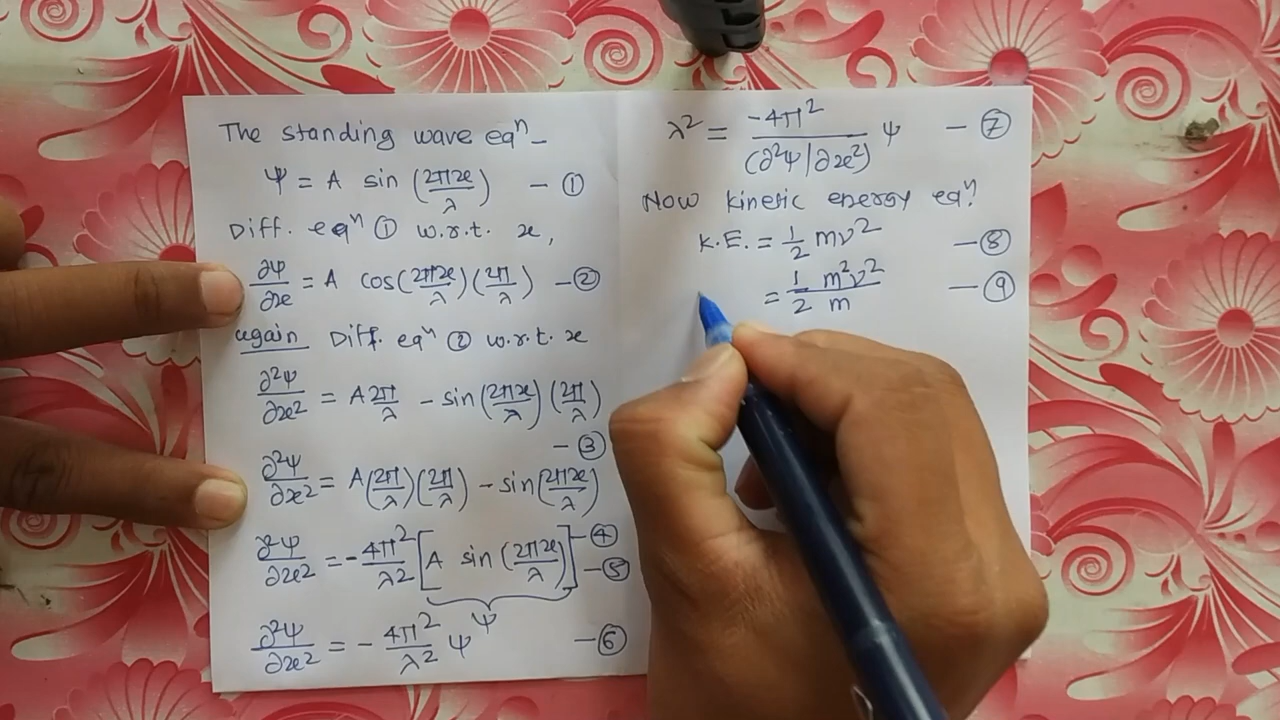 The standing wave eqⁿ –
Ψ = A sin (2πx/λ) – ①
Diff. eqⁿ ① w.r.t. x,
∂Ψ/∂x = A cos(2πx/λ)(2π/λ) – ②
again Diff. eqⁿ ② w.r.t. x
∂²Ψ/∂x² = A 2π/λ – sin(2πx/λ)(2π/λ)
– ③
∂²Ψ/∂x² = A(2π/λ)(2π/λ) – sin(2πx/λ)
– ④
∂²Ψ/∂x² = – 4π²/λ² [A sin (2πx/λ)] – ⑤
Ψ
∂²Ψ/∂x² = – 4π²/λ² Ψ – ⑥
λ² = –4π²/(∂²Ψ/∂x²) Ψ – ⑦
Now kinetic energy eqⁿ.
K.E. = 1/2 mv² – ⑧
= 1/2 m²v²/m – ⑨